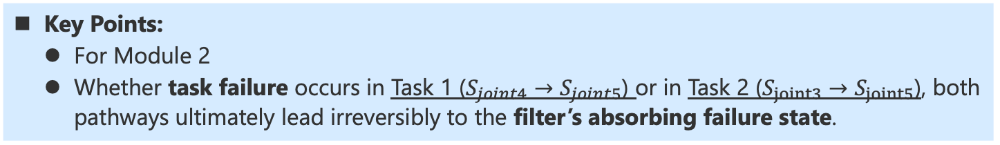 ■ Key Points:
● For Module 2
● Whether task failure occurs in Task 1 (S_joint4 → S_joint5) or in Task 2 (S_joint3 → S_joint5), both
pathways ultimately lead irreversibly to the filter’s absorbing failure state.